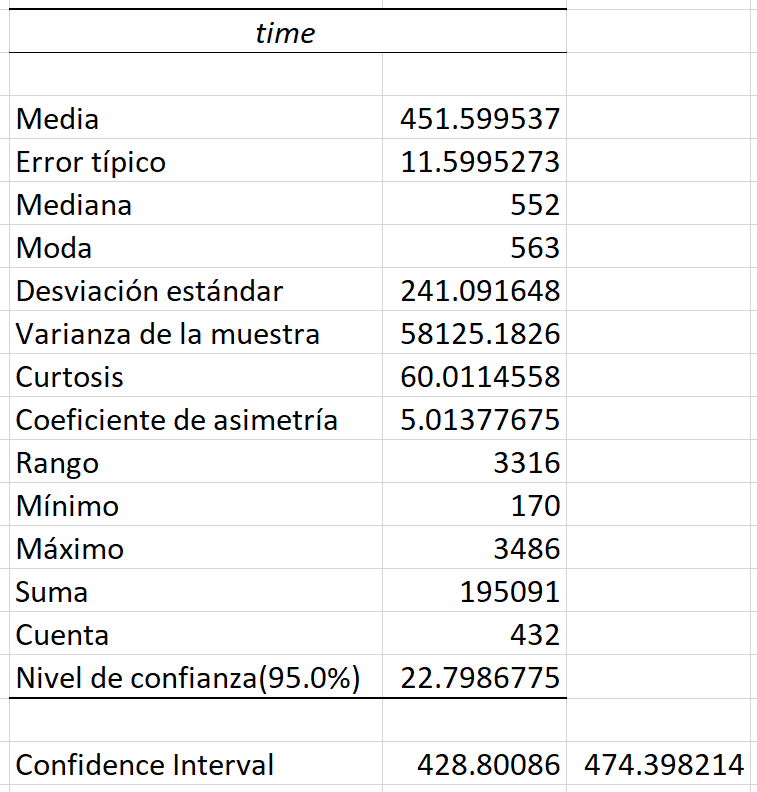 time
Media 451.599537
Error típico 11.5995273
Mediana 552
Moda 563
Desviación estándar 241.091648
Varianza de la muestra 58125.1826
Curtosis 60.0114558
Coeficiente de asimetría 5.01377675
Rango 3316
Mínimo 170
Máximo 3486
Suma 195091
Cuenta 432
Nivel de confianza(95.0%) 22.7986775
Confidence Interval 428.80086 474.398214